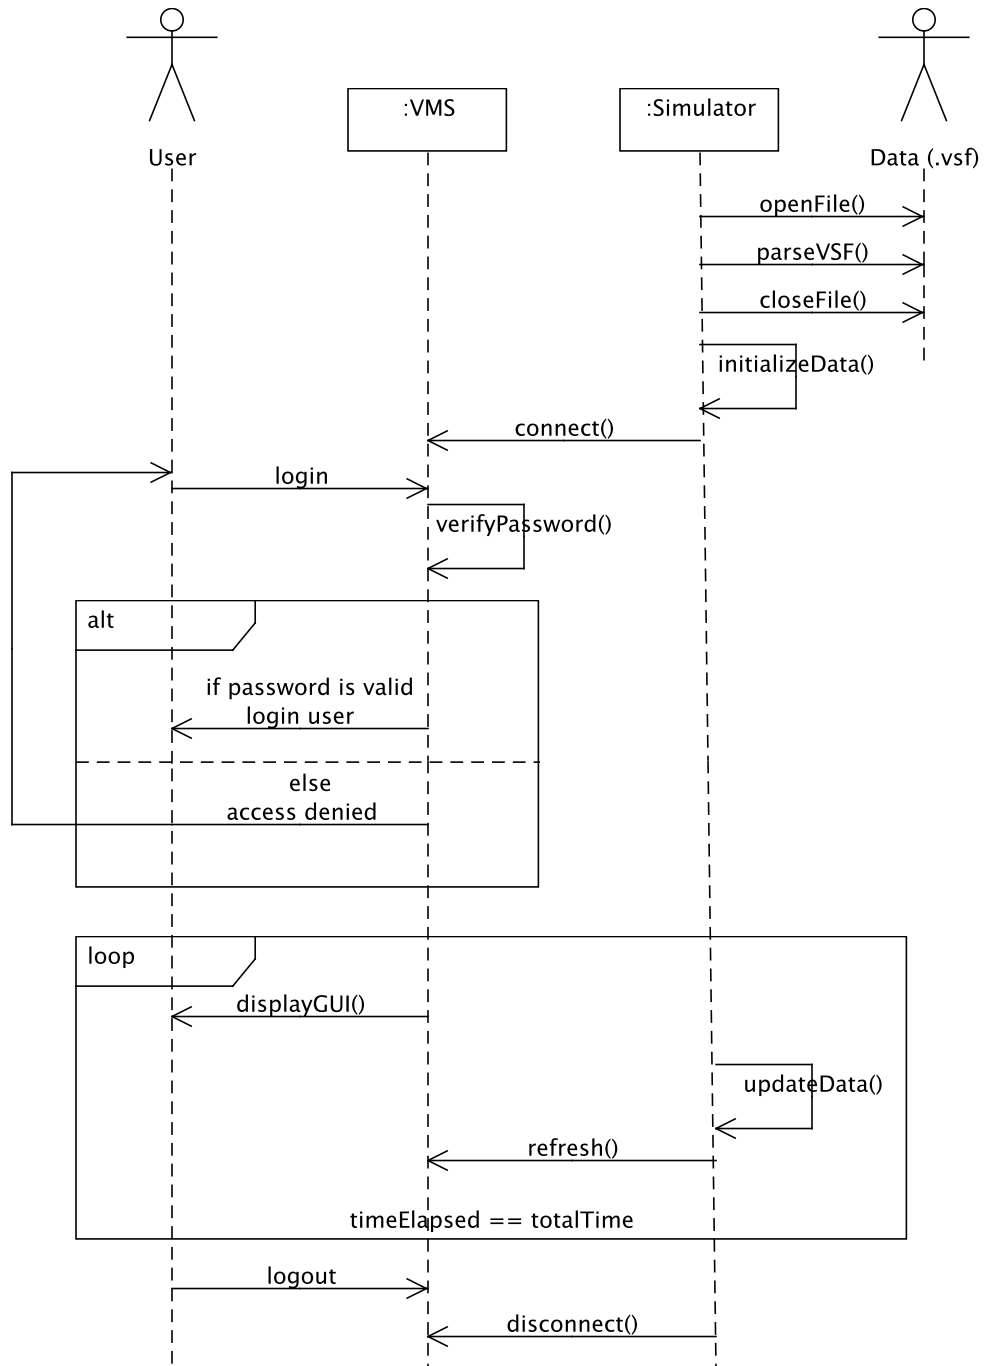 :VMS
:Simulator
User
Data (.vsf)
openFile()
parseVSF()
closeFile()
initializeData()
connect()
login
verifyPassword()
alt
if password is valid
login user
else
access denied
loop
displayGUI()
updateData()
refresh()
timeElapsed == totalTime
logout
disconnect()